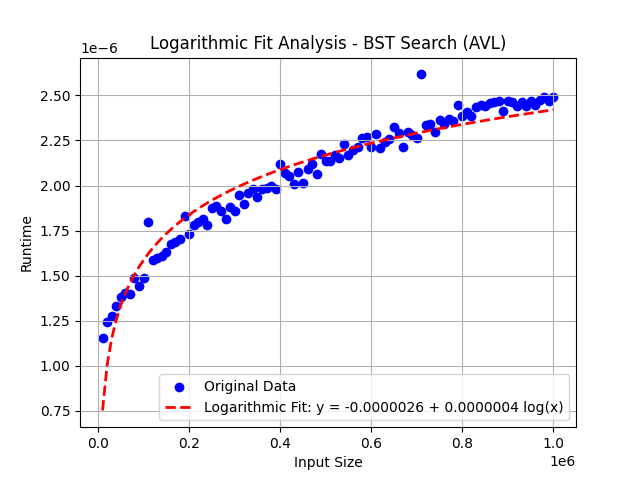 Logarithmic Fit Analysis - BST Search (AVL)
1e−6
2.50
2.25
2.00
1.75
1.50
1.25
1.00
0.75
Runtime
Original Data
Logarithmic Fit: y = -0.0000026 + 0.0000004 log(x)
0.0 0.2 0.4 0.6 0.8 1.0
Input Size
1e6